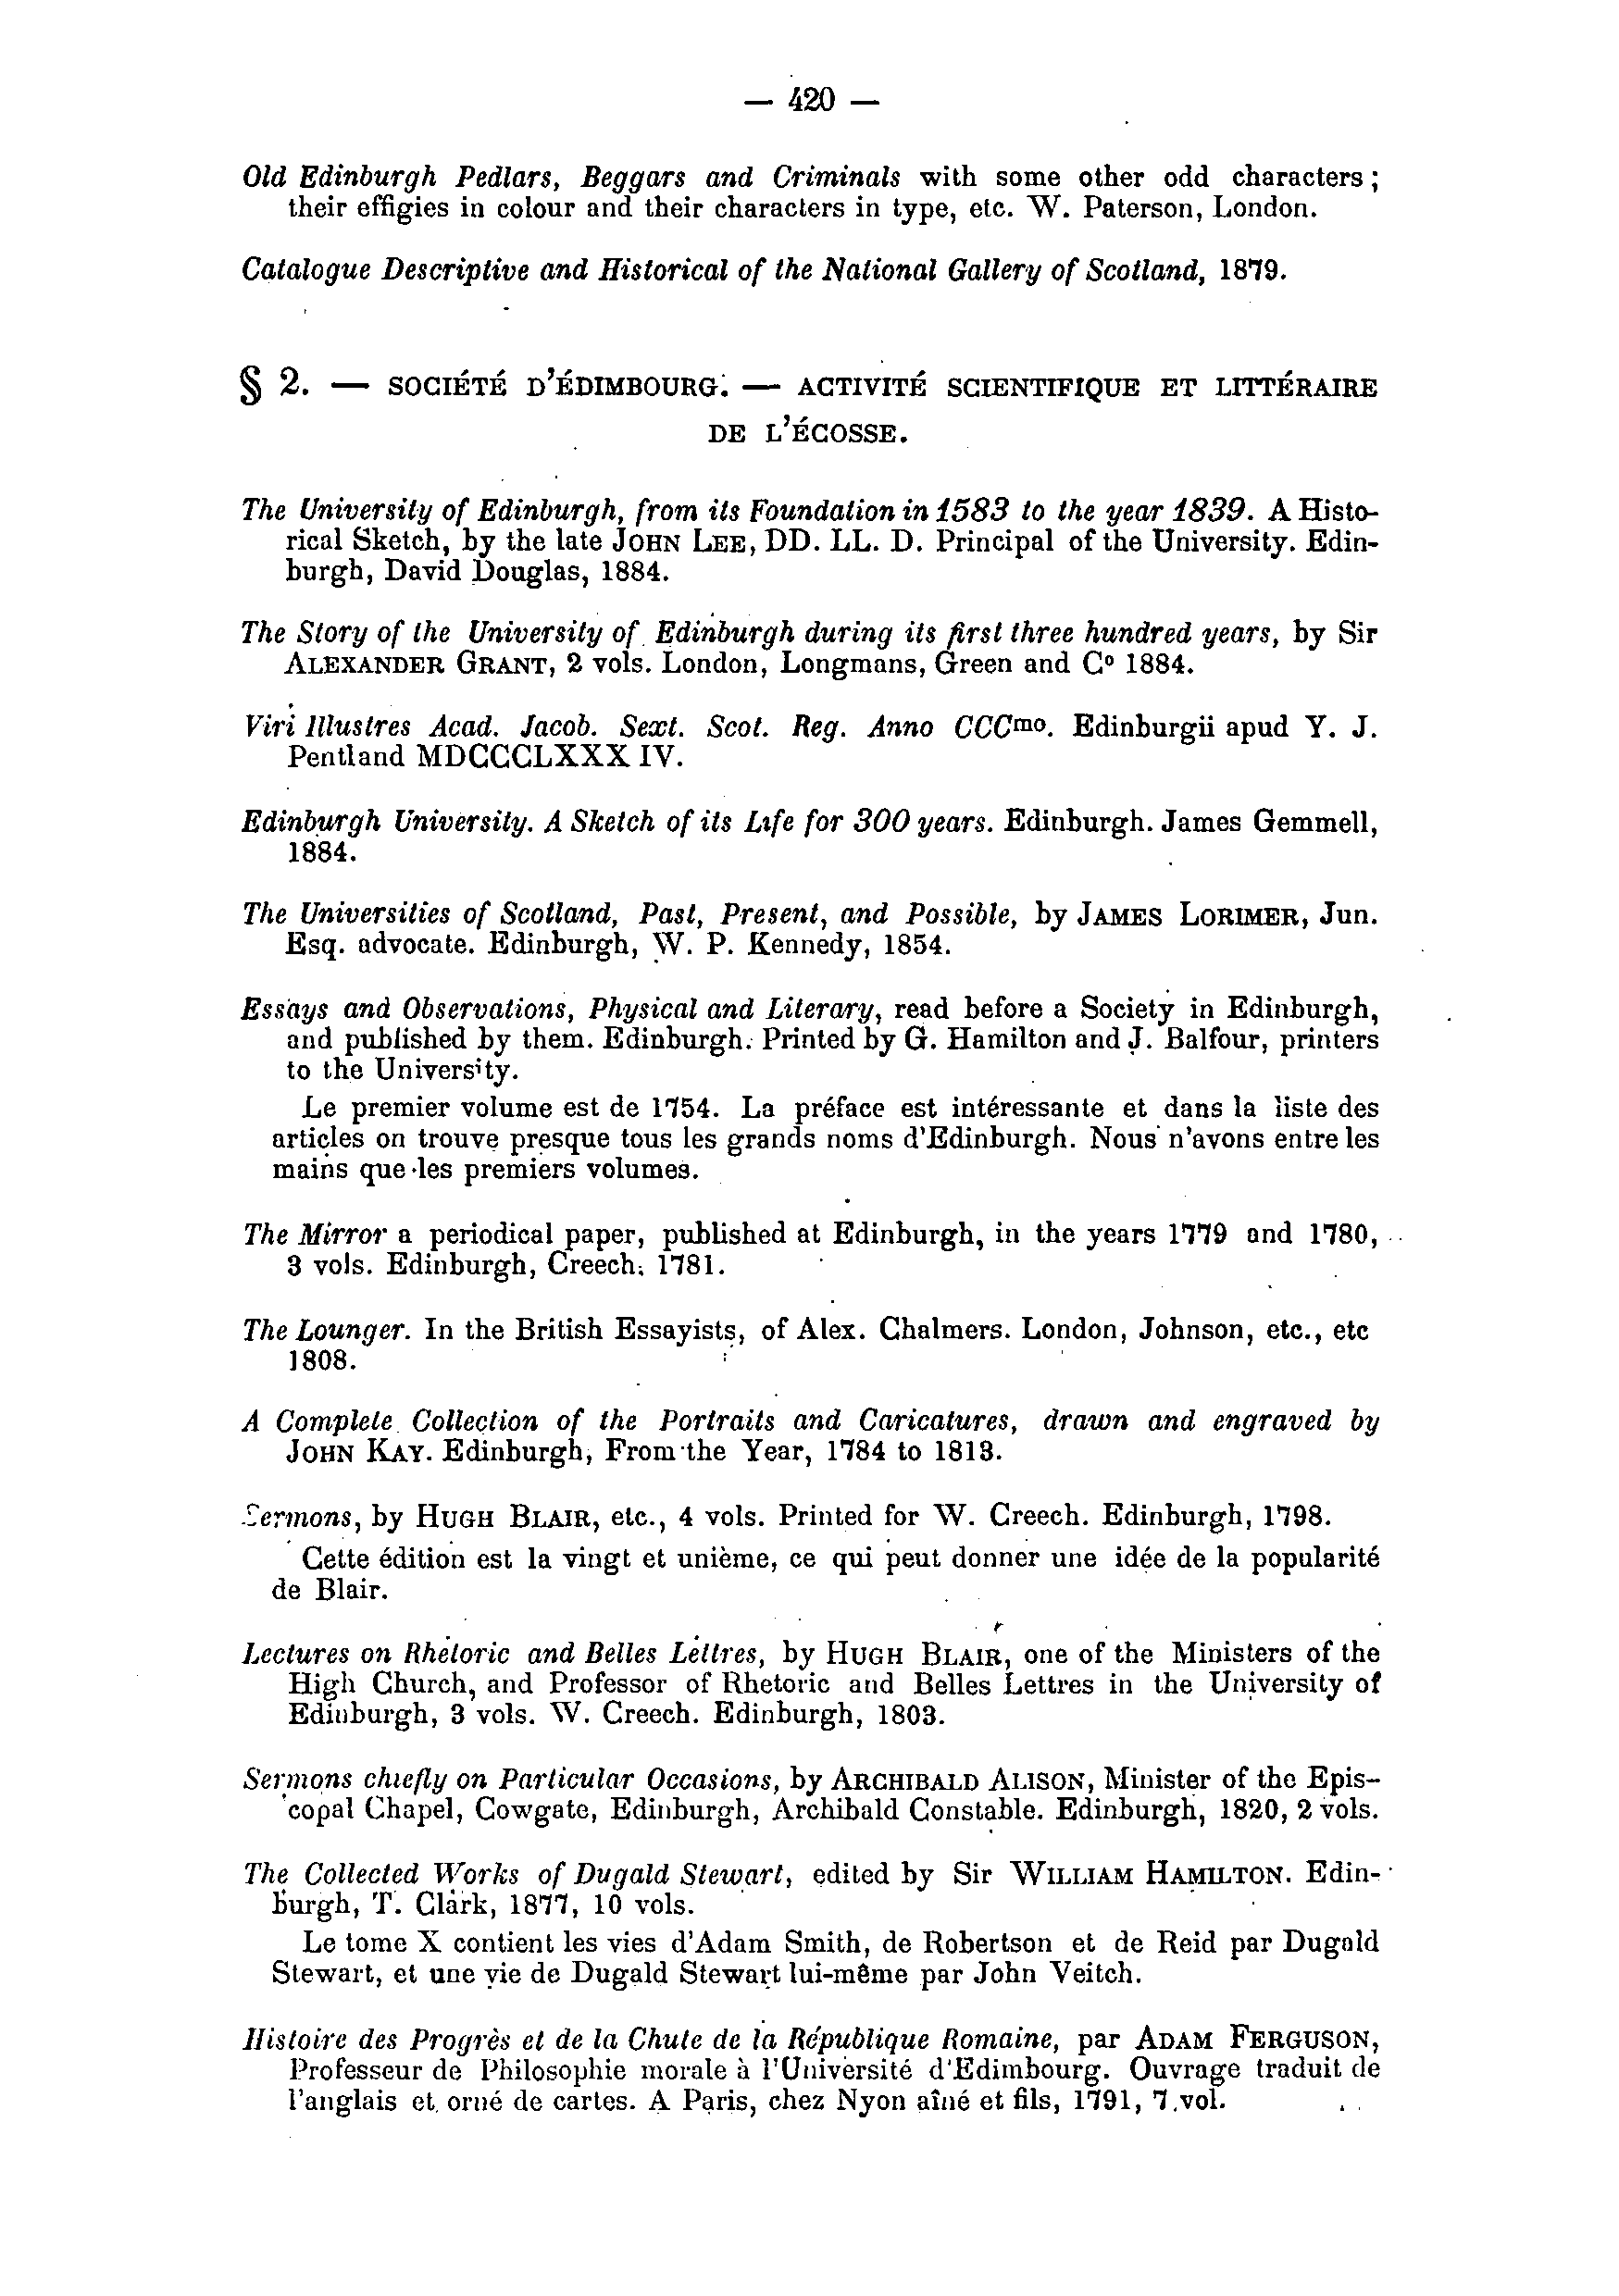 — 420 —
Old Edinburgh Pedlars, Beggars and Criminals with some other odd characters;
their effigies in colour and their characters in type, etc. W. Paterson, London.
Catalogue Descriptive and Historical of the National Gallery of Scotland, 1879.
§ 2. — SOCIÉTÉ D'ÉDIMBOURG. — ACTIVITÉ SCIENTIFIQUE ET LITTÉRAIRE
DE L'ÉCOSSE.
The University of Edinburgh, from its Foundation in 1583 to the year 1839. A Histo-
rical Sketch, by the late JOHN LEE, DD. LL. D. Principal of the University. Edin-
burgh, David Douglas, 1884.
The Story of the University of Edinburgh during its first three hundred years, by Sir
ALEXANDER GRANT, 2 vols. London, Longmans, Green and Cº 1884.
Viri Illustres Acad. Jacob. Sext. Scot. Reg. Anno CCCmo. Edinburgii apud Y. J.
Pentland MDCCCLXXX IV.
Edinburgh University. A Sketch of its Life for 300 years. Edinburgh. James Gemmell,
1884.
The Universities of Scotland, Past, Present, and Possible, by JAMES LORIMER, Jun.
Esq. advocate. Edinburgh, W. P. Kennedy, 1854.
Essays and Observations, Physical and Literary, read before a Society in Edinburgh,
and published by them. Edinburgh. Printed by G. Hamilton and J. Balfour, printers
to the University.
Le premier volume est de 1754. La préface est intéressante et dans la liste des
articles on trouve presque tous les grands noms d'Edinburgh. Nous n'avons entre les
mains que les premiers volumes.
The Mirror a periodical paper, published at Edinburgh, in the years 1779 and 1780,
3 vols. Edinburgh, Creech, 1781.
The Lounger. In the British Essayists, of Alex. Chalmers. London, Johnson, etc., etc
1808.
A Complete Collection of the Portraits and Caricatures, drawn and engraved by
JOHN KAY. Edinburgh, From the Year, 1784 to 1813.
Sermons, by HUGH BLAIR, etc., 4 vols. Printed for W. Creech. Edinburgh, 1798.
Cette édition est la vingt et unième, ce qui peut donner une idée de la popularité
de Blair.
Lectures on Rhetoric and Belles Lettres, by HUGH BLAIR, one of the Ministers of the
High Church, and Professor of Rhetoric and Belles Lettres in the University of
Edinburgh, 3 vols. W. Creech. Edinburgh, 1803.
Sermons chiefly on Particular Occasions, by ARCHIBALD ALISON, Minister of the Epis-
copal Chapel, Cowgate, Edinburgh, Archibald Constable. Edinburgh, 1820, 2 vols.
The Collected Works of Dugald Stewart, edited by Sir WILLIAM HAMILTON. Edin-
burgh, T. Clark, 1877, 10 vols.
Le tome X contient les vies d'Adam Smith, de Robertson et de Reid par Dugald
Stewart, et une vie de Dugald Stewart lui-même par John Veitch.
Histoire des Progrès et de la Chute de la République Romaine, par ADAM FERGUSON,
Professeur de Philosophie morale à l'Université d'Edimbourg. Ouvrage traduit de
l'anglais et orné de cartes. A Paris, chez Nyon aîné et fils, 1791, 7 vol.